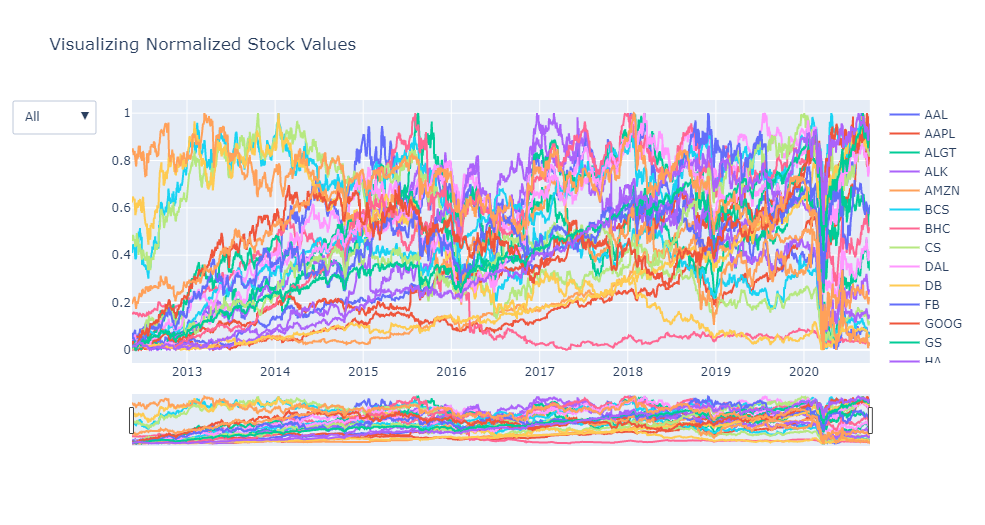 Visualizing Normalized Stock Values
All ▼
1
0.8
0.6
0.4
0.2
0
2013 2014 2015 2016 2017 2018 2019 2020
AAL
AAPL
ALGT
ALK
AMZN
BCS
BHC
CS
DAL
DB
FB
GOOG
GS
HA